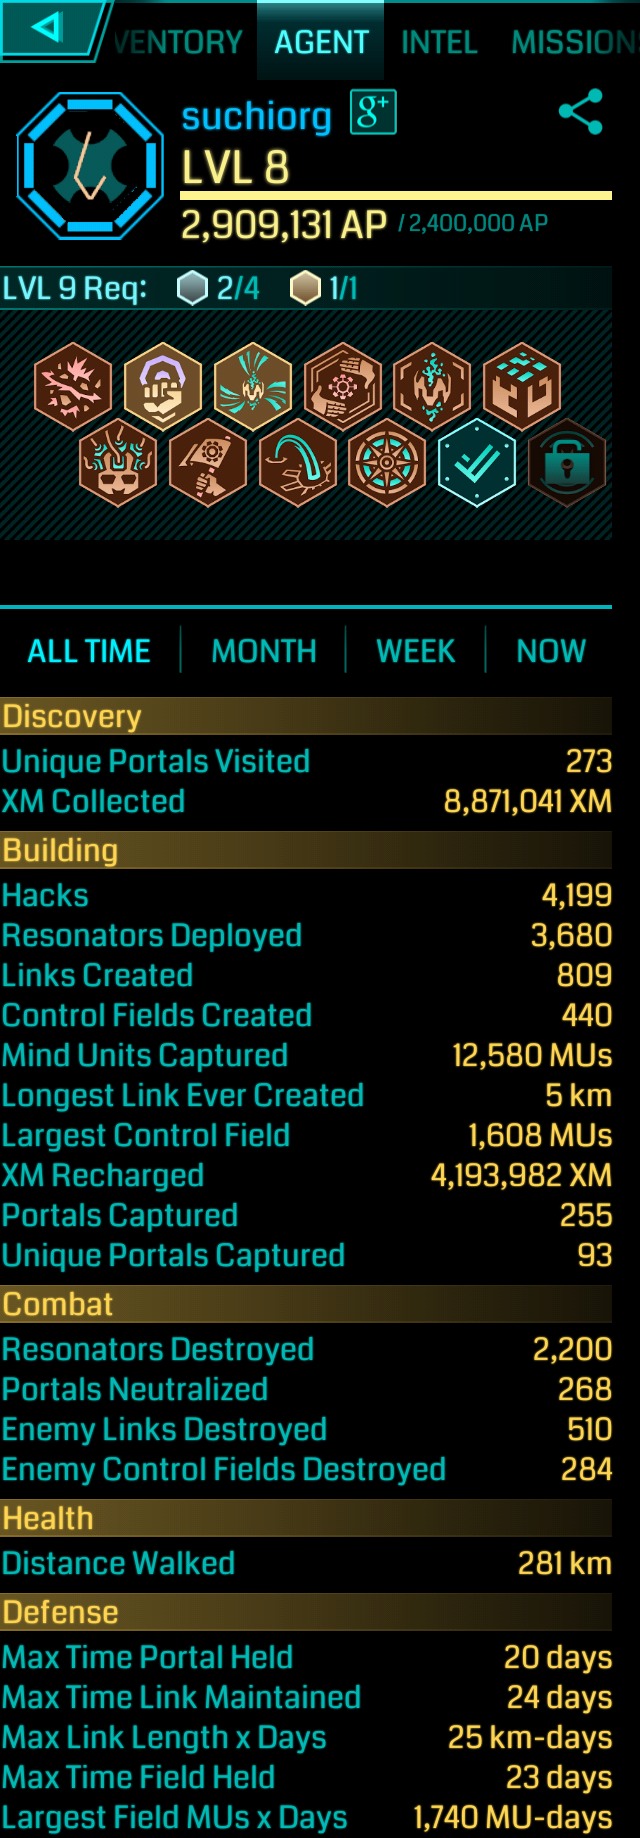 VENTORY AGENT INTEL MISSION
suchiorg g+
LVL 8
2,909,131 AP / 2,400,000 AP
LVL 9 Req: 2/4 1/1
ALL TIME MONTH WEEK NOW
Discovery
Unique Portals Visited 273
XM Collected 8,871,041 XM
Building
Hacks 4,199
Resonators Deployed 3,680
Links Created 809
Control Fields Created 440
Mind Units Captured 12,580 MUs
Longest Link Ever Created 5 km
Largest Control Field 1,608 MUs
XM Recharged 4,193,982 XM
Portals Captured 255
Unique Portals Captured 93
Combat
Resonators Destroyed 2,200
Portals Neutralized 268
Enemy Links Destroyed 510
Enemy Control Fields Destroyed 284
Health
Distance Walked 281 km
Defense
Max Time Portal Held 20 days
Max Time Link Maintained 24 days
Max Link Length x Days 25 km-days
Max Time Field Held 23 days
Largest Field MUs x Days 1,740 MU-days